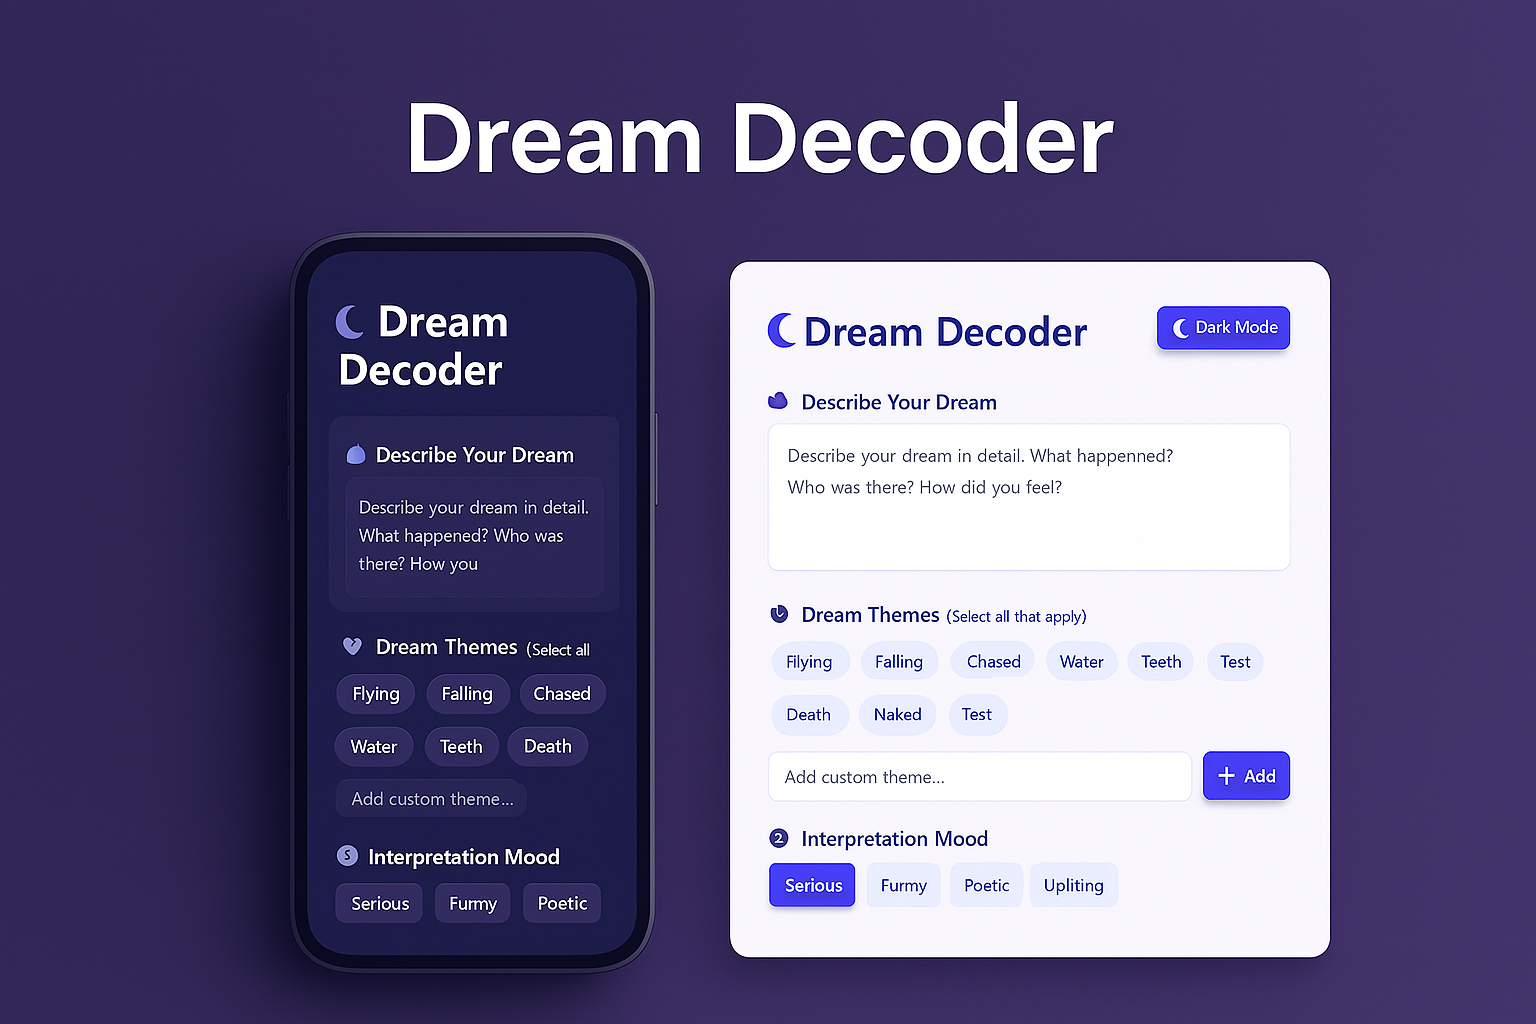 Dream Decoder
Dream
Decoder
Describe Your Dream
Describe your dream in detail.
What happened? Who was
there? How you
Dream Themes (Select all
Flying Falling Chased
Water Teeth Death
Add custom theme...
S Interpretation Mood
Serious Furmy Poetic
Dream Decoder Dark Mode
Describe Your Dream
Describe your dream in detail. What happenned?
Who was there? How did you feel?
Dream Themes (Select all that apply)
Flying Falling Chased Water Teeth Test
Death Naked Test
Add custom theme... + Add
2 Interpretation Mood
Serious Furmy Poetic Upliting